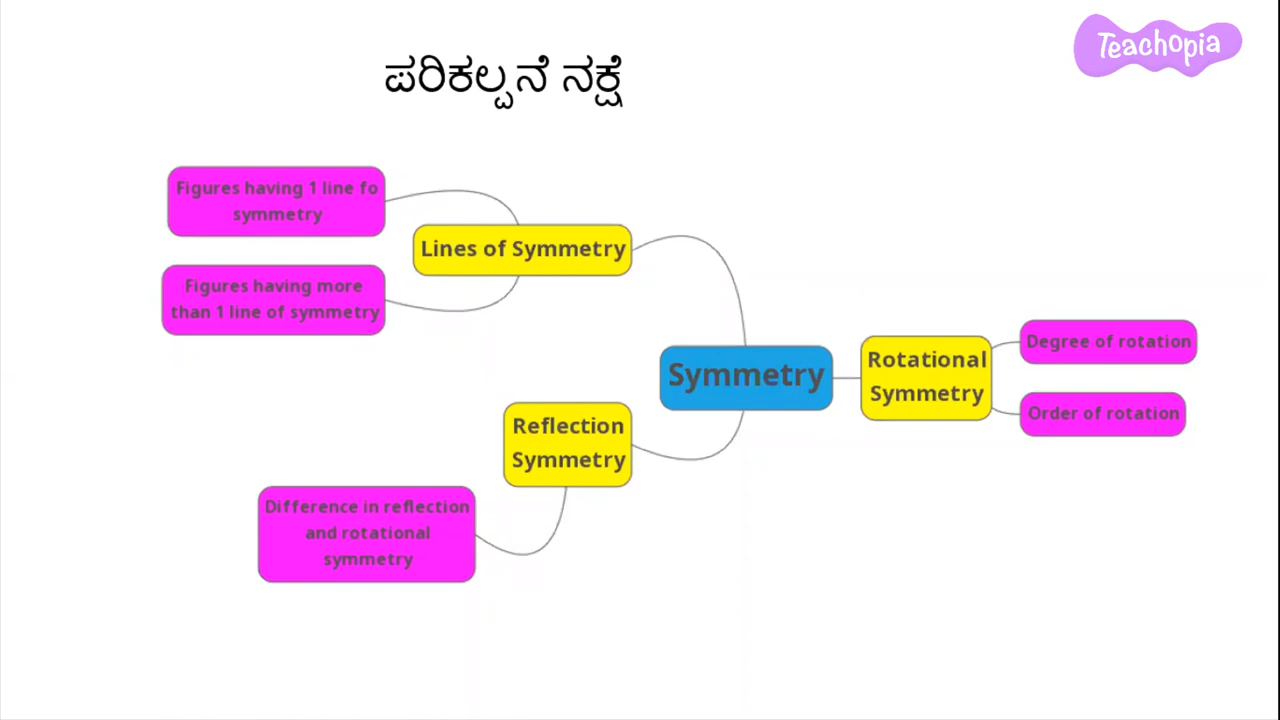 Teachopia
ಪರಿಕಲ್ಪನೆ ನಕ್ಷೆ
Figures having 1 line fo
symmetry
Lines of Symmetry
Figures having more
than 1 line of symmetry
Symmetry
Rotational
Symmetry
Degree of rotation
Order of rotation
Reflection
Symmetry
Difference in reflection
and rotational
symmetry